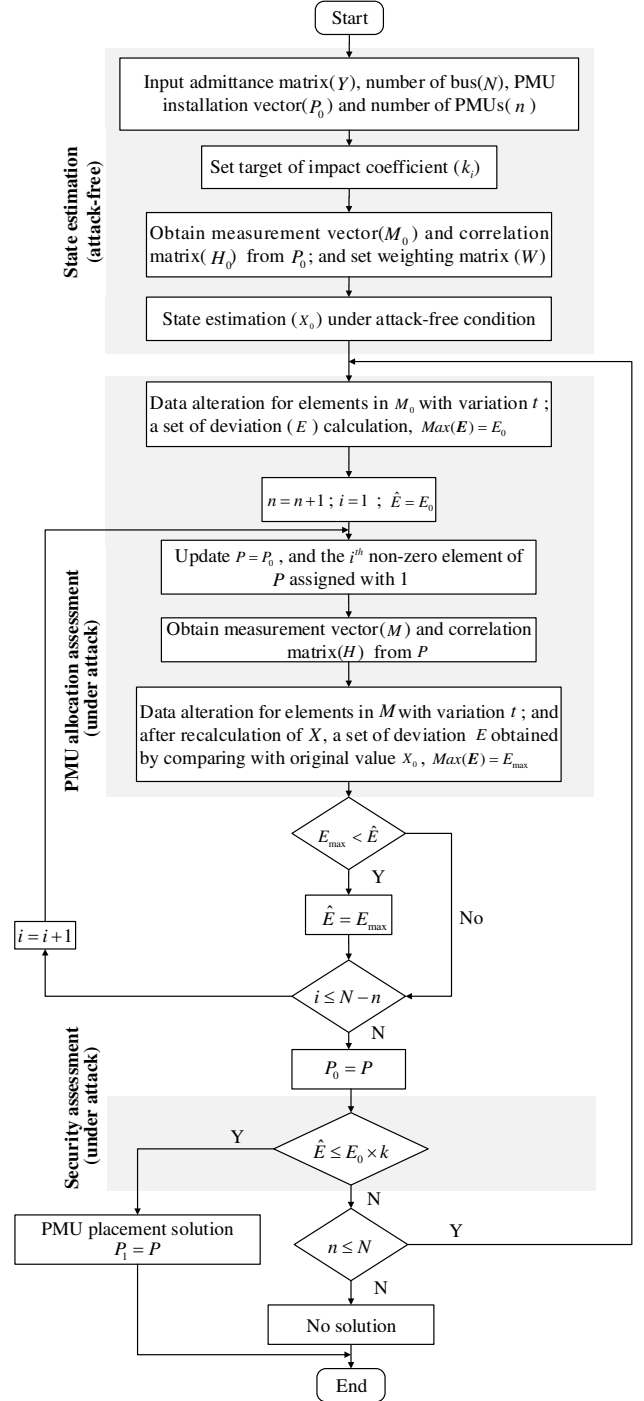 Start
Input admittance matrix(Y), number of bus(N), PMU
installation vector(P₀) and number of PMUs( n )
Set target of impact coefficient (kᵢ)
Obtain measurement vector(M₀) and correlation
matrix( H₀) from P₀; and set weighting matrix (W)
State estimation (X₀) under attack-free condition
State estimation
(attack-free)
Data alteration for elements in M₀ with variation t ;
a set of deviation ( E ) calculation, Max(E) = E₀
n = n+1 ; i = 1 ; Ê = E₀
Update P = P₀ , and the iᵗʰ non-zero element of
P assigned with 1
Obtain measurement vector(M) and correlation
matrix(H) from P
Data alteration for elements in M with variation t ; and
after recalculation of X, a set of deviation E obtained
by comparing with original value X₀ , Max(E) = Emax
PMU allocation assessment
(under attack)
Emax < Ê
Y
No
Ê = Emax
i = i+1
i ≤ N − n
N
P₀ = P
Security assessment
(under attack)
Y
Ê ≤ E₀ × k
N
PMU placement solution
P₁ = P
n ≤ N
Y
N
No solution
End